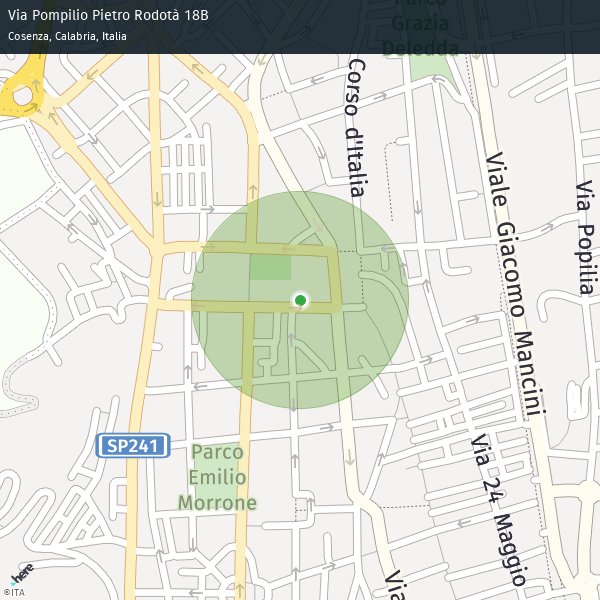 Via Pompilio Pietro Rodotà 18B
Cosenza, Calabria, Italia
Parco
Grazia
Deledda
Corso d'Italia
Viale Giacomo Mancini
Via Popilia
SP241
Parco
Emilio
Morrone
Via 24 Maggio
Via
here
©ITA